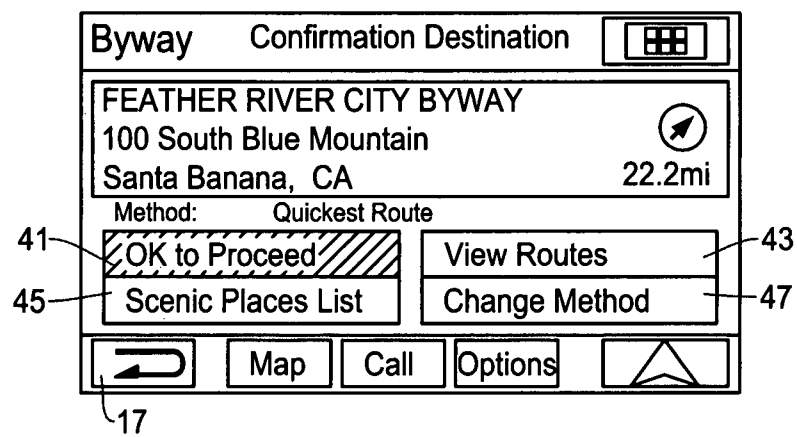 Byway Confirmation Destination
FEATHER RIVER CITY BYWAY
100 South Blue Mountain
Santa Banana, CA 22.2mi
Method: Quickest Route
41 OK to Proceed View Routes 43
45 Scenic Places List Change Method 47
Map Call Options
17